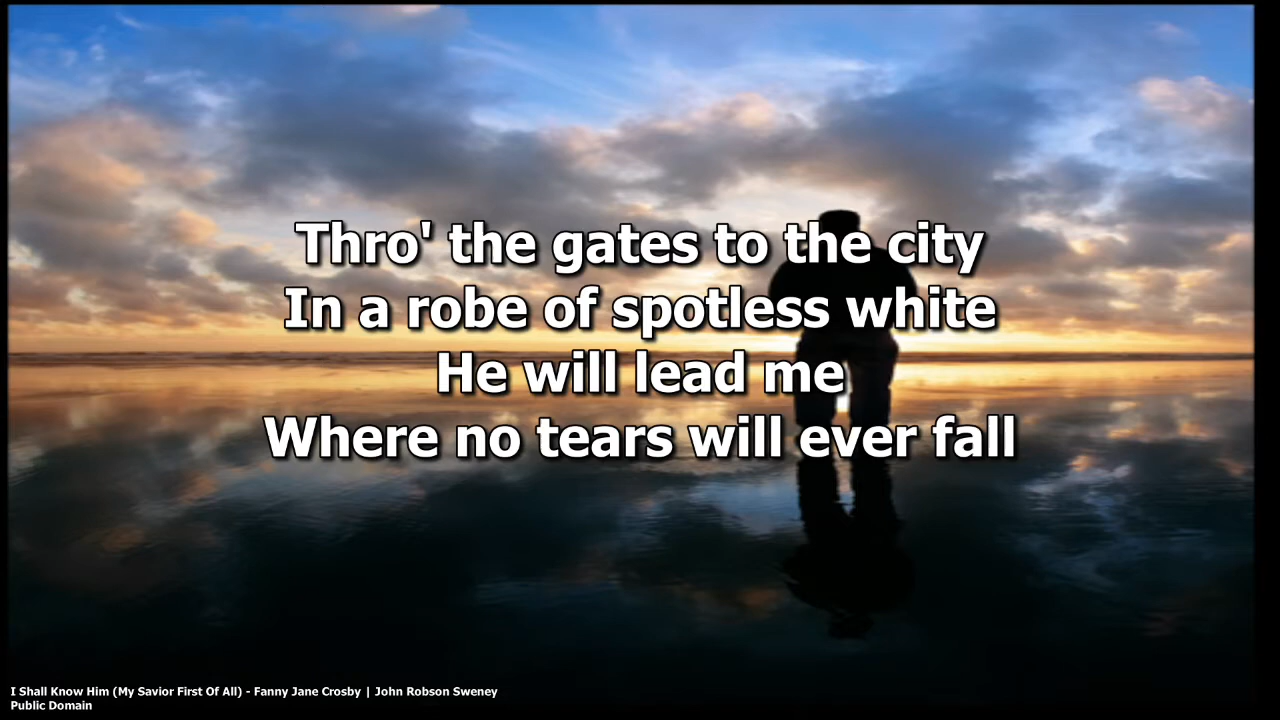 Thro' the gates to the city
In a robe of spotless white
He will lead me
Where no tears will ever fall
I Shall Know Him (My Savior First Of All) - Fanny Jane Crosby | John Robson Sweney
Public Domain